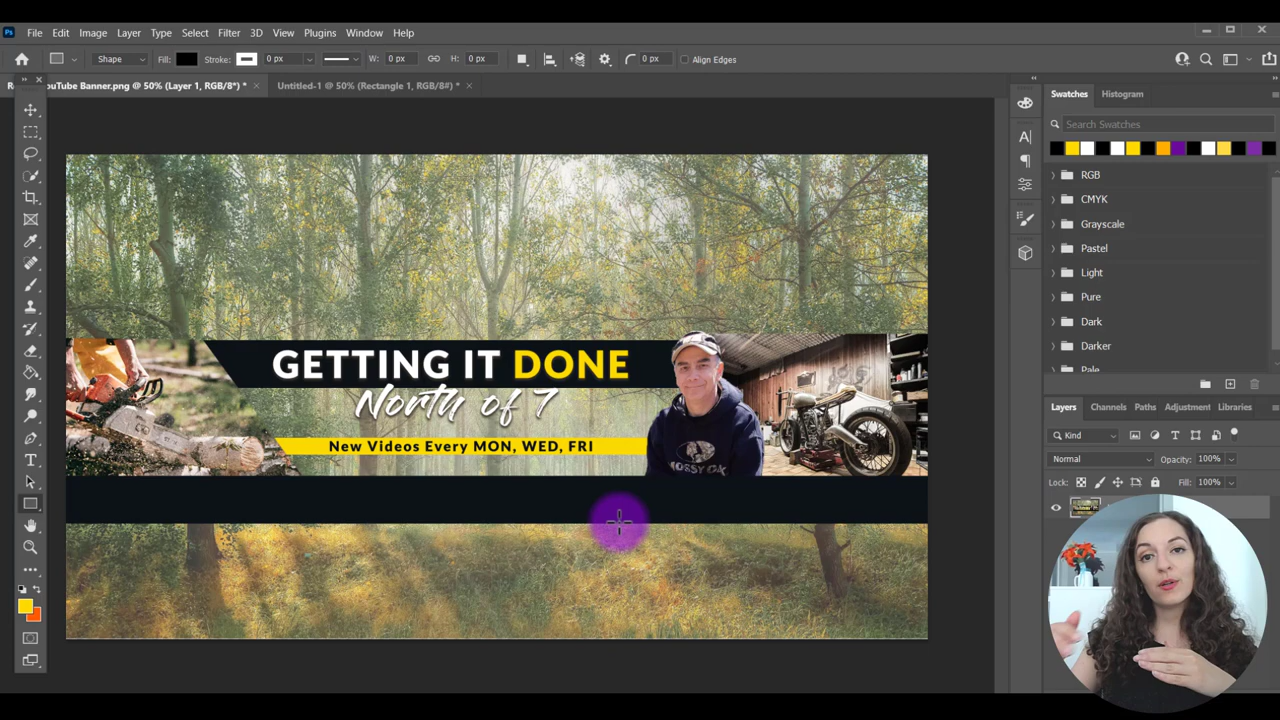 Ps File Edit Image Layer Type Select Filter 3D View Plugins Window Help
Shape Fill: Stroke: 0 px W: 0 px H: 0 px 0 px Align Edges
YouTube Banner.png @ 50% (Layer 1, RGB/8*) * × Untitled-1 @ 50% (Rectangle 1, RGB/8#) * ×
Swatches Histogram
Search Swatches
RGB
CMYK
Grayscale
Pastel
Light
Pure
Dark
Darker
Pale
GETTING IT DONE
North of 7
New Videos Every MON, WED, FRI
MOSSY OAK
Layers Channels Paths Adjustment Libraries
Kind
Normal Opacity: 100%
Lock: Fill: 100%